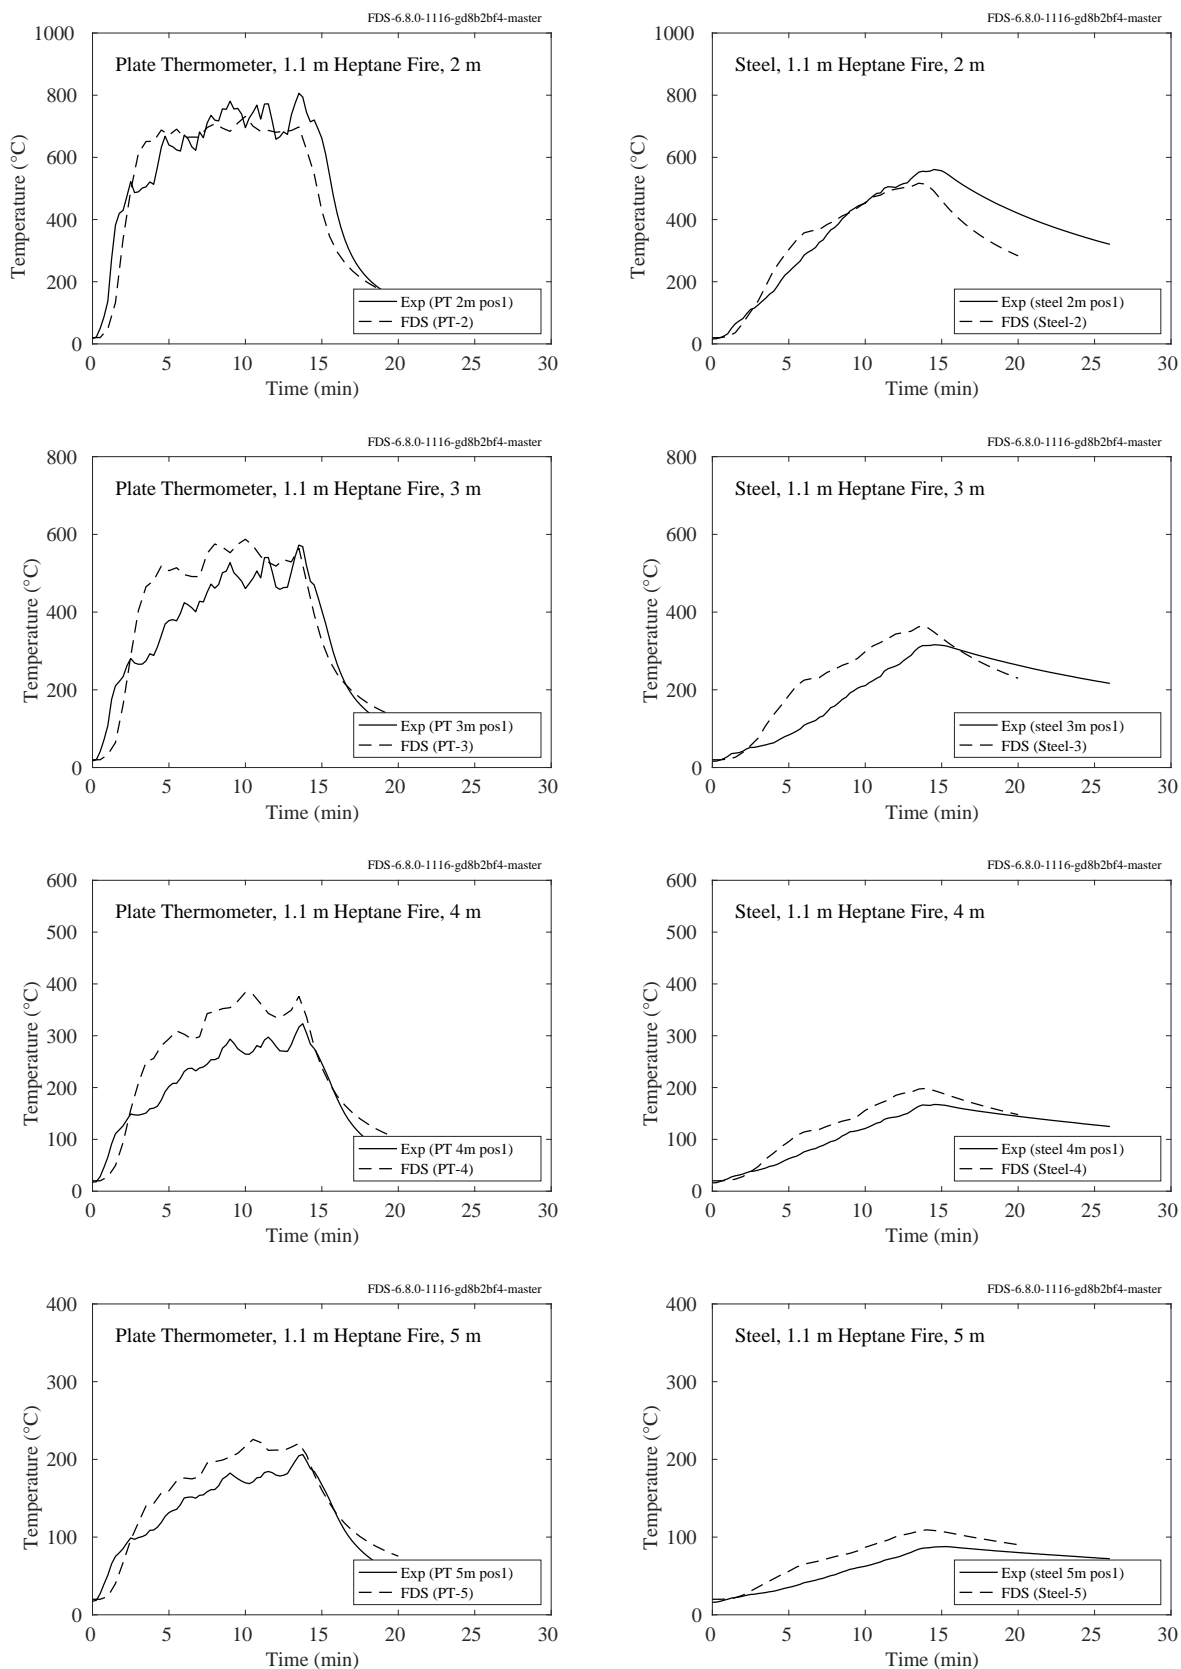 FDS-6.8.0-1116-gd8b2bf4-master
Plate Thermometer, 1.1 m Heptane Fire, 2 m
1000
800
600
400
200
0
Temperature (°C)
Exp (PT 2m pos1)
FDS (PT-2)
0 5 10 15 20 25 30
Time (min)
FDS-6.8.0-1116-gd8b2bf4-master
Steel, 1.1 m Heptane Fire, 2 m
1000
800
600
400
200
0
Temperature (°C)
Exp (steel 2m pos1)
FDS (Steel-2)
0 5 10 15 20 25 30
Time (min)
FDS-6.8.0-1116-gd8b2bf4-master
Plate Thermometer, 1.1 m Heptane Fire, 3 m
800
600
400
200
0
Temperature (°C)
Exp (PT 3m pos1)
FDS (PT-3)
0 5 10 15 20 25 30
Time (min)
FDS-6.8.0-1116-gd8b2bf4-master
Steel, 1.1 m Heptane Fire, 3 m
800
600
400
200
0
Temperature (°C)
Exp (steel 3m pos1)
FDS (Steel-3)
0 5 10 15 20 25 30
Time (min)
FDS-6.8.0-1116-gd8b2bf4-master
Plate Thermometer, 1.1 m Heptane Fire, 4 m
600
500
400
300
200
100
0
Temperature (°C)
Exp (PT 4m pos1)
FDS (PT-4)
0 5 10 15 20 25 30
Time (min)
FDS-6.8.0-1116-gd8b2bf4-master
Steel, 1.1 m Heptane Fire, 4 m
600
500
400
300
200
100
0
Temperature (°C)
Exp (steel 4m pos1)
FDS (Steel-4)
0 5 10 15 20 25 30
Time (min)
FDS-6.8.0-1116-gd8b2bf4-master
Plate Thermometer, 1.1 m Heptane Fire, 5 m
400
300
200
100
0
Temperature (°C)
Exp (PT 5m pos1)
FDS (PT-5)
0 5 10 15 20 25 30
Time (min)
FDS-6.8.0-1116-gd8b2bf4-master
Steel, 1.1 m Heptane Fire, 5 m
400
300
200
100
0
Temperature (°C)
Exp (steel 5m pos1)
FDS (Steel-5)
0 5 10 15 20 25 30
Time (min)